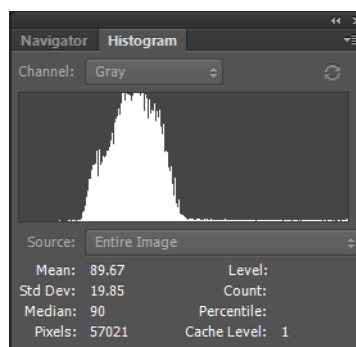 Navigator Histogram
Channel: Gray
Source: Entire Image
Mean: 89.67 Level:
Std Dev: 19.85 Count:
Median: 90 Percentile:
Pixels: 57021 Cache Level: 1